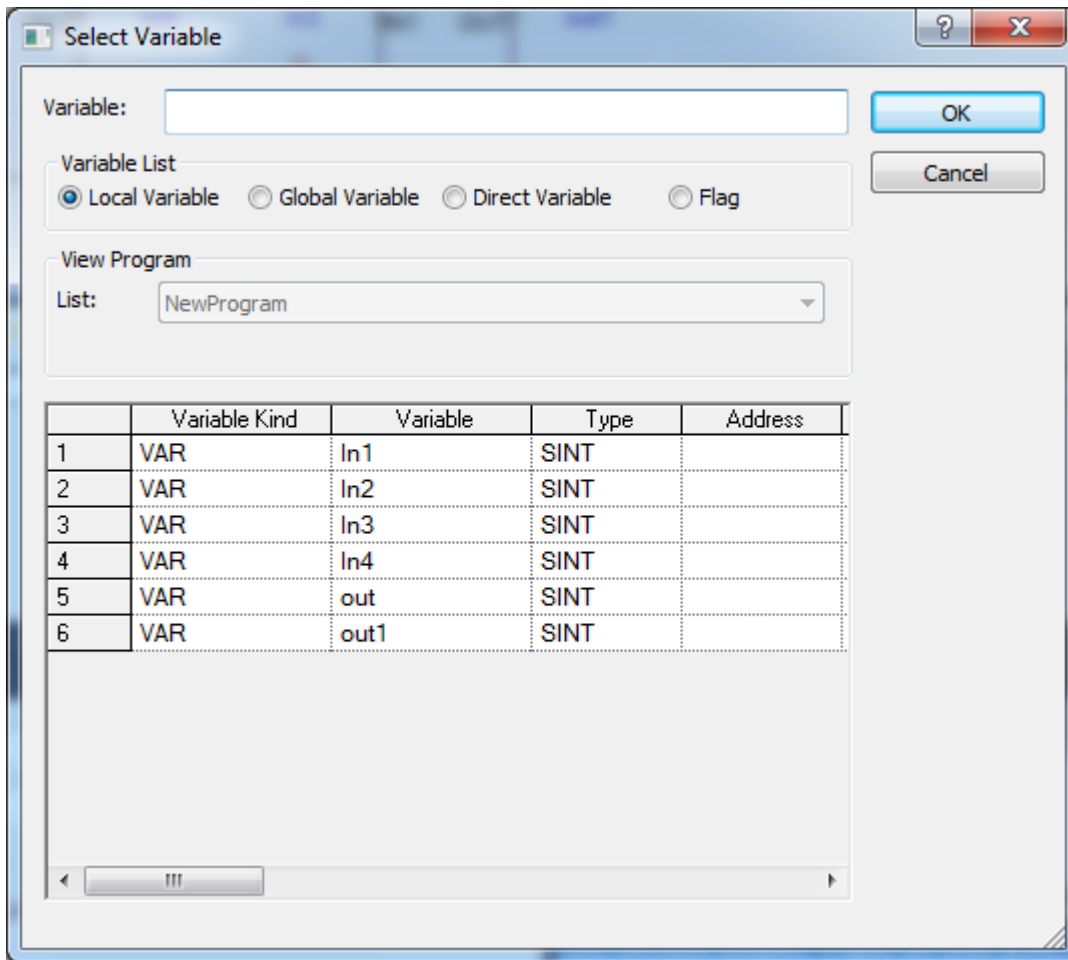 Select Variable
Variable:
OK
Variable List
Cancel
Local Variable Global Variable Direct Variable Flag
View Program
List: NewProgram
Variable Kind Variable Type Address
1 VAR In1 SINT
2 VAR In2 SINT
3 VAR In3 SINT
4 VAR In4 SINT
5 VAR out SINT
6 VAR out1 SINT